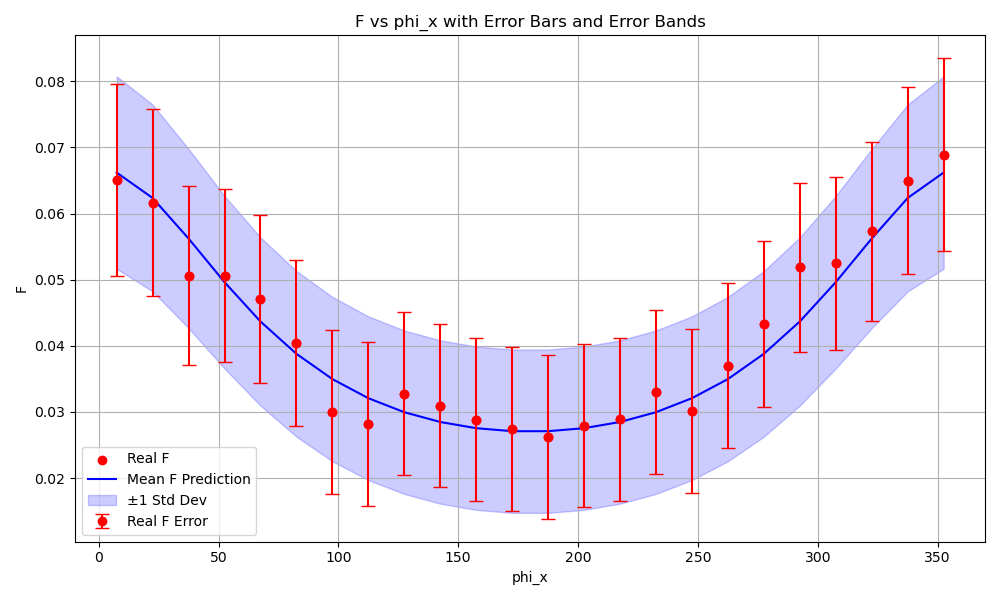 F vs phi_x with Error Bars and Error Bands
F
0.08
0.07
0.06
0.05
0.04
0.03
0.02
Real F
Mean F Prediction
±1 Std Dev
Real F Error
0 50 100 150 200 250 300 350
phi_x